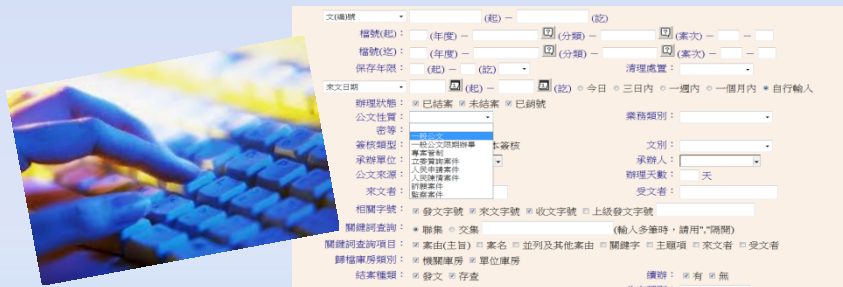 文(編)號 (起) － (訖)
檔號(起)： (年度) － (分類) － (案次) － －
檔號(迄)： (年度) － (分類) － (案次) － －
保存年限： (起) － (訖) 清理處置：
來文日期 (起) － (訖) 今日 三日內 一週內 一個月內 自行輸入
辦理狀態： 已結案 未結案 已銷號
公文性質： 業務類別：
密等： 一般公文
簽核類型： 一般公文限期辦畢 本簽核 文別：
專案管制
承辦單位： 立委質詢案件 承辦人：
人民申請案件
公文來源： 人民陳情案件 辦理天數： 天
訴願案件
來文者： 監察案件 受文者：
相關字號： 發文字號 來文字號 收文字號 上級發文字號
關鍵詞查詢： 聯集 交集 (輸入多筆時，請用","隔開)
關鍵詞查詢項目： 案由(主旨) 案名 並列及其他案由 關鍵字 主題項 來文者 受文者
歸檔庫房類別： 機關庫房 單位庫房
結案種類： 發文 存查 續辦： 有 無